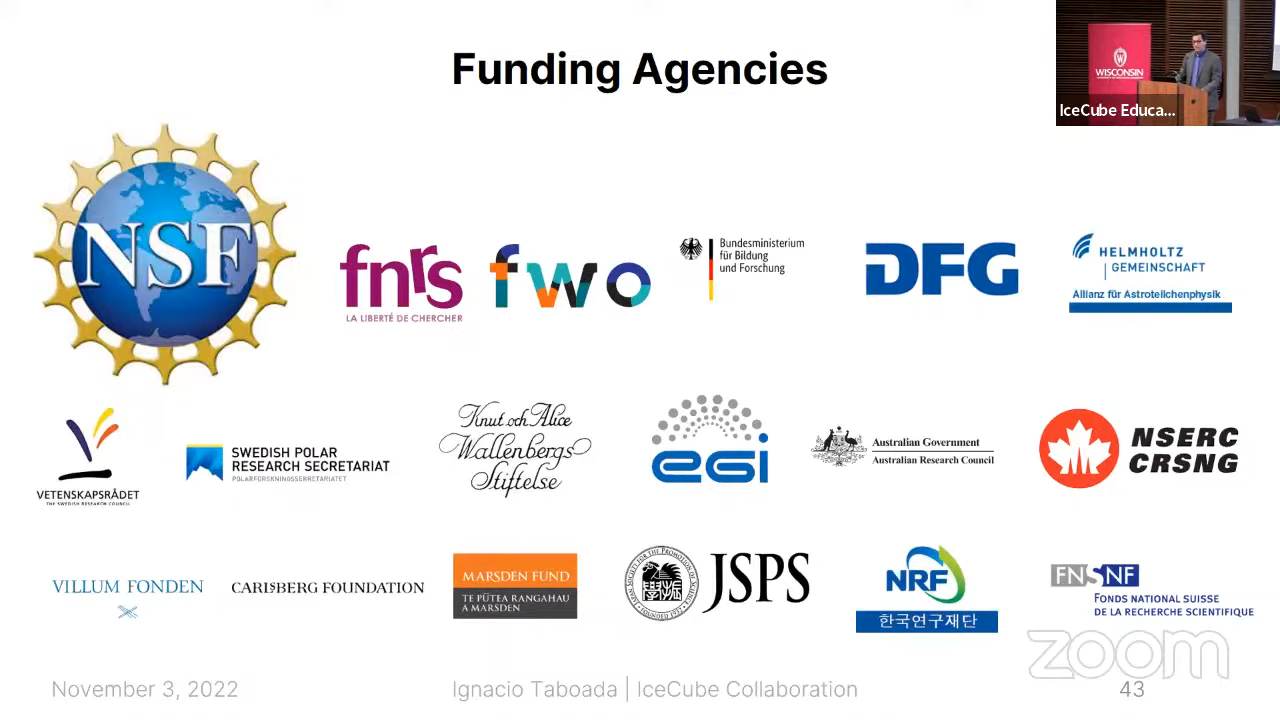 Funding Agencies
WISCONSIN
IceCube Educa...
NSF
fnrs
LA LIBERTÉ DE CHERCHER
fwo
Bundesministerium
für Bildung
und Forschung
DFG
HELMHOLTZ
GEMEINSCHAFT
Allianz für Astroteilchenphysik
VETENSKAPSRÅDET
THE SWEDISH RESEARCH COUNCIL
SWEDISH POLAR
RESEARCH SECRETARIAT
POLARFORSKNINGSSEKRETARIATET
Knut och Alice
Wallenbergs
Stiftelse
eGi
Australian Government
Australian Research Council
NSERC
CRSNG
VILLUM FONDEN
CARLSBERG FOUNDATION
MARSDEN FUND
TE PŪTEA RANGAHAU
A MARSDEN
JSPS
NRF
한국연구재단
FNSNF
FONDS NATIONAL SUISSE
DE LA RECHERCHE SCIENTIFIQUE
zoom
November 3, 2022
Ignacio Taboada | IceCube Collaboration
43